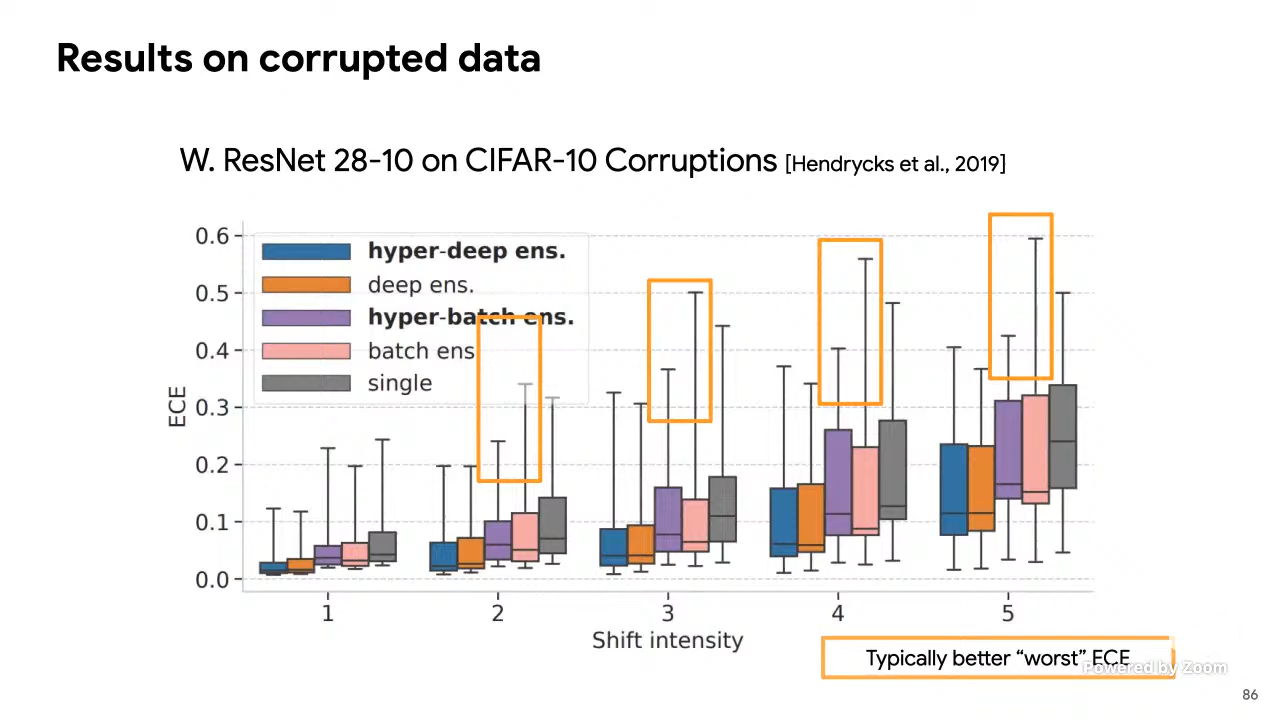 Results on corrupted data
W. ResNet 28-10 on CIFAR-10 Corruptions [Hendrycks et al., 2019]
0.6
0.5
0.4
0.3
0.2
0.1
0.0
ECE
hyper-deep ens.
deep ens.
hyper-batch ens.
batch ens
single
1 2 3 4 5
Shift intensity
Typically better “worst” ECE
Powered by Zoom
86